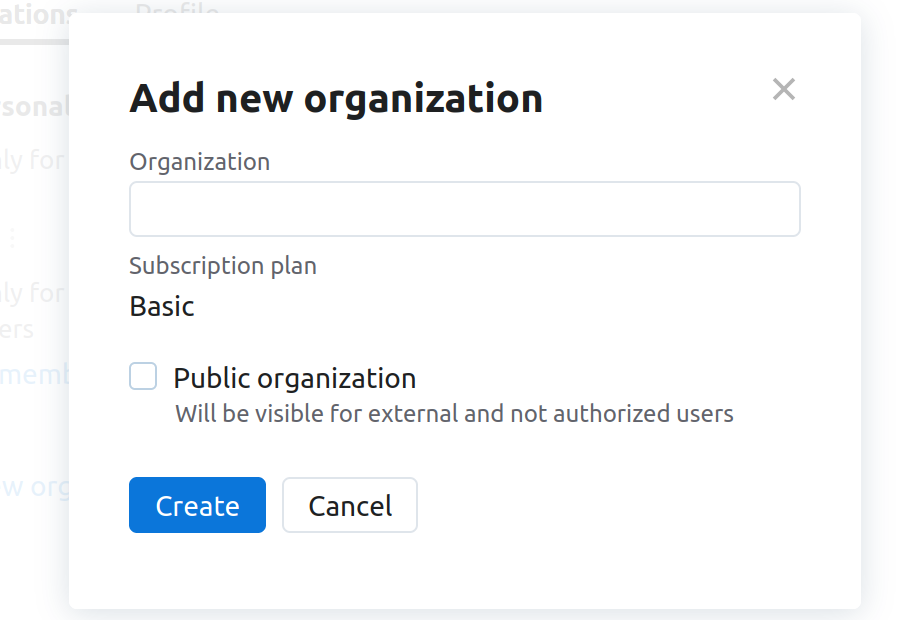 ations Profile
Add new organization
Organization
Subscription plan
Basic
Public organization
Will be visible for external and not authorized users
Create Cancel
sonal
ly for
ly for
ers
memb
w org